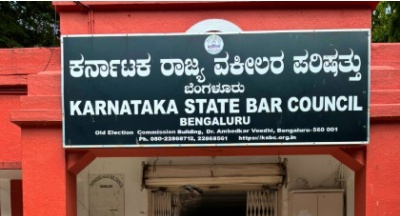 ಕರ್ನಾಟಕ ರಾಜ್ಯ ವಕೀಲರ ಪರಿಷತ್ತು
ಬೆಂಗಳೂರು
KARNATAKA STATE BAR COUNCIL
BENGALURU
Old Election Commission Building, Dr. Ambedkar Veedhi, Bengaluru-560 001
Ph. 080-22868712, 22868561 https://ksbc.org.in